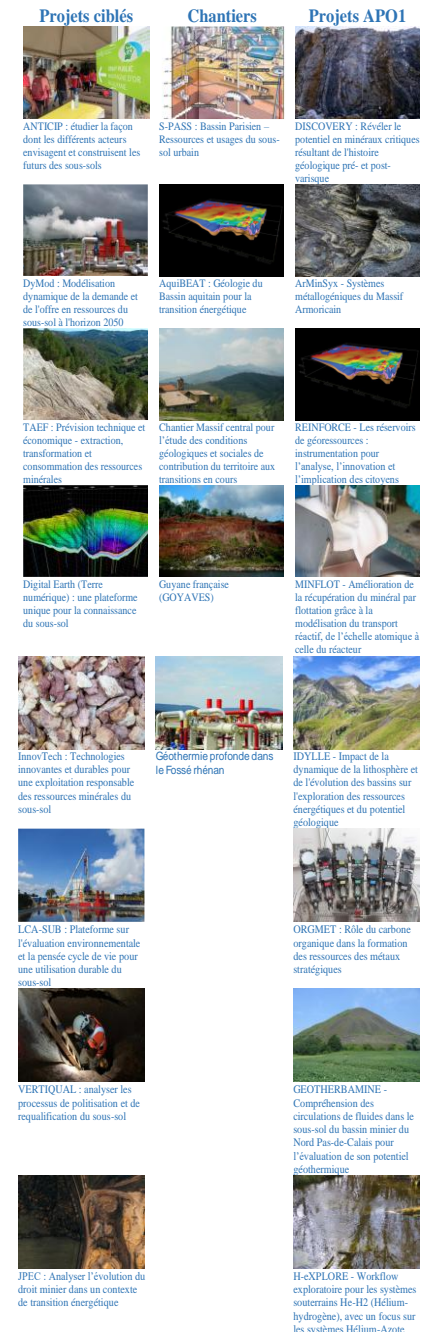 Projets ciblés
ANTICIP : étudier la façon
dont les différents acteurs
envisagent et construisent les
futurs des sous-sols
DyMod : Modélisation
dynamique de la demande et
de l'offre en ressources du
sous-sol à l'horizon 2050
TAEF : Prévision technique et
économique - extraction,
transformation et
consommation des ressources
minérales
Digital Earth (Terre
numérique) : une plateforme
unique pour la connaissance
du sous-sol
InnovTech : Technologies
innovantes et durables pour
une exploitation responsable
des ressources minérales du
sous-sol
LCA-SUB : Plateforme sur
l'évaluation environnementale
et la pensée cycle de vie pour
une utilisation durable du
sous-sol
VERTIQUAL : analyser les
processus de politisation et de
requalification du sous-sol
JPEC : Analyser l'évolution du
droit minier dans un contexte
de transition énergétique
Chantiers
S-PASS : Bassin Parisien –
Ressources et usages du sous-
sol urbain
AquiBEAT : Géologie du
Bassin aquitain pour la
transition énergétique
Chantier Massif central pour
l'étude des conditions
géologiques et sociales de
contribution du territoire aux
transitions en cours
Guyane française
(GOYAVES)
Géothermie profonde dans
le Fossé rhénan
Projets APO1
DISCOVERY : Révéler le
potentiel en minéraux critiques
résultant de l'histoire
géologique pré- et post-
varisque
ArMinSyx - Systèmes
métallogéniques du Massif
Armoricain
REINFORCE - Les réservoirs
de géoressources :
instrumentation pour
l'analyse, l'innovation et
l'implication des citoyens
MINFLOT - Amélioration de
la récupération du minéral par
flottation grâce à la
modélisation du transport
réactif, de l'échelle atomique à
celle du réacteur
IDYLLE - Impact de la
dynamique de la lithosphère et
de l'évolution des bassins sur
l'exploration des ressources
énergétiques et du potentiel
géologique
ORGMET : Rôle du carbone
organique dans la formation
des ressources des métaux
stratégiques
GEOTHERBAMINE -
Compréhension des
circulations de fluides dans le
sous-sol du bassin minier du
Nord Pas-de-Calais pour
l'évaluation de son potentiel
géothermique
H-eXPLORE - Workflow
exploratoire pour les systèmes
souterrains He-H2 (Hélium-
hydrogène), avec un focus sur
les systèmes Hélium-Azote